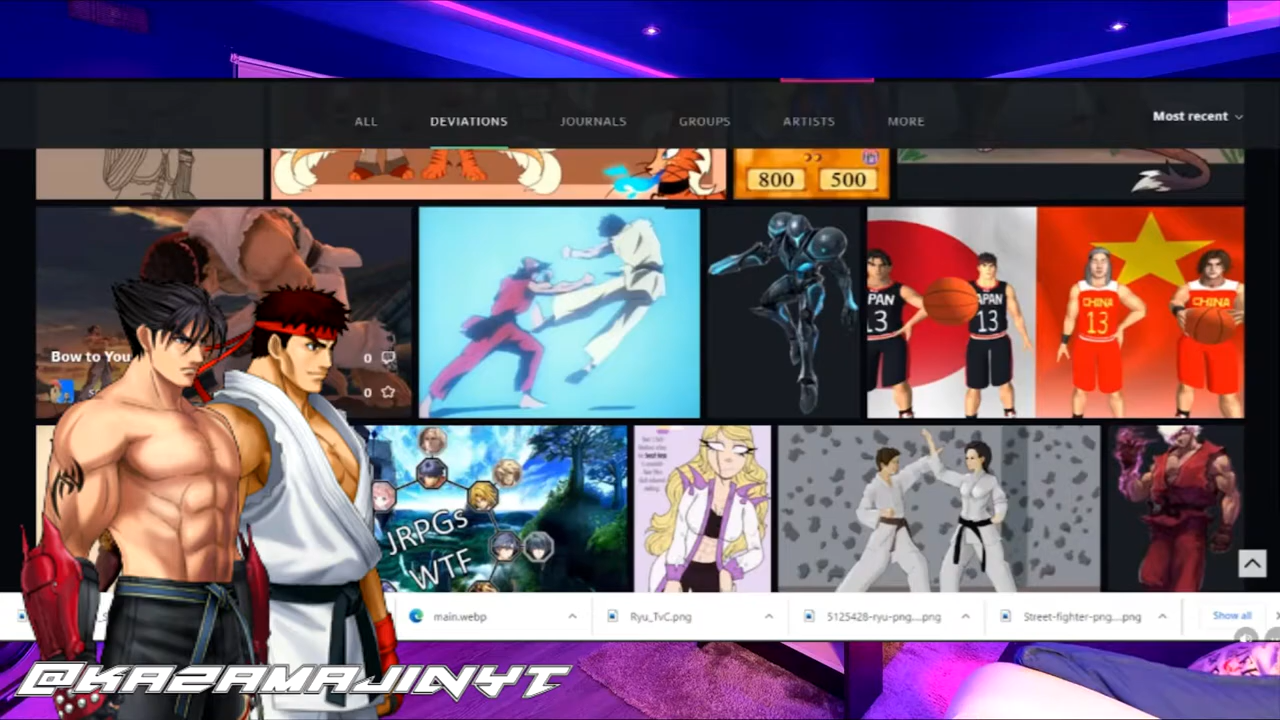 ALL DEVIATIONS JOURNALS GROUPS ARTISTS MORE
Most recent
800 500
Bow to You
0
0
PAN
13
JAPAN
13
CHINA
13
CHINA
JRPGs
WTF
main.webp
Ryu_TvC.png
5125428-ryu-png....png
Street-fighter-png....png
Show all
@KAZAMAJINYT